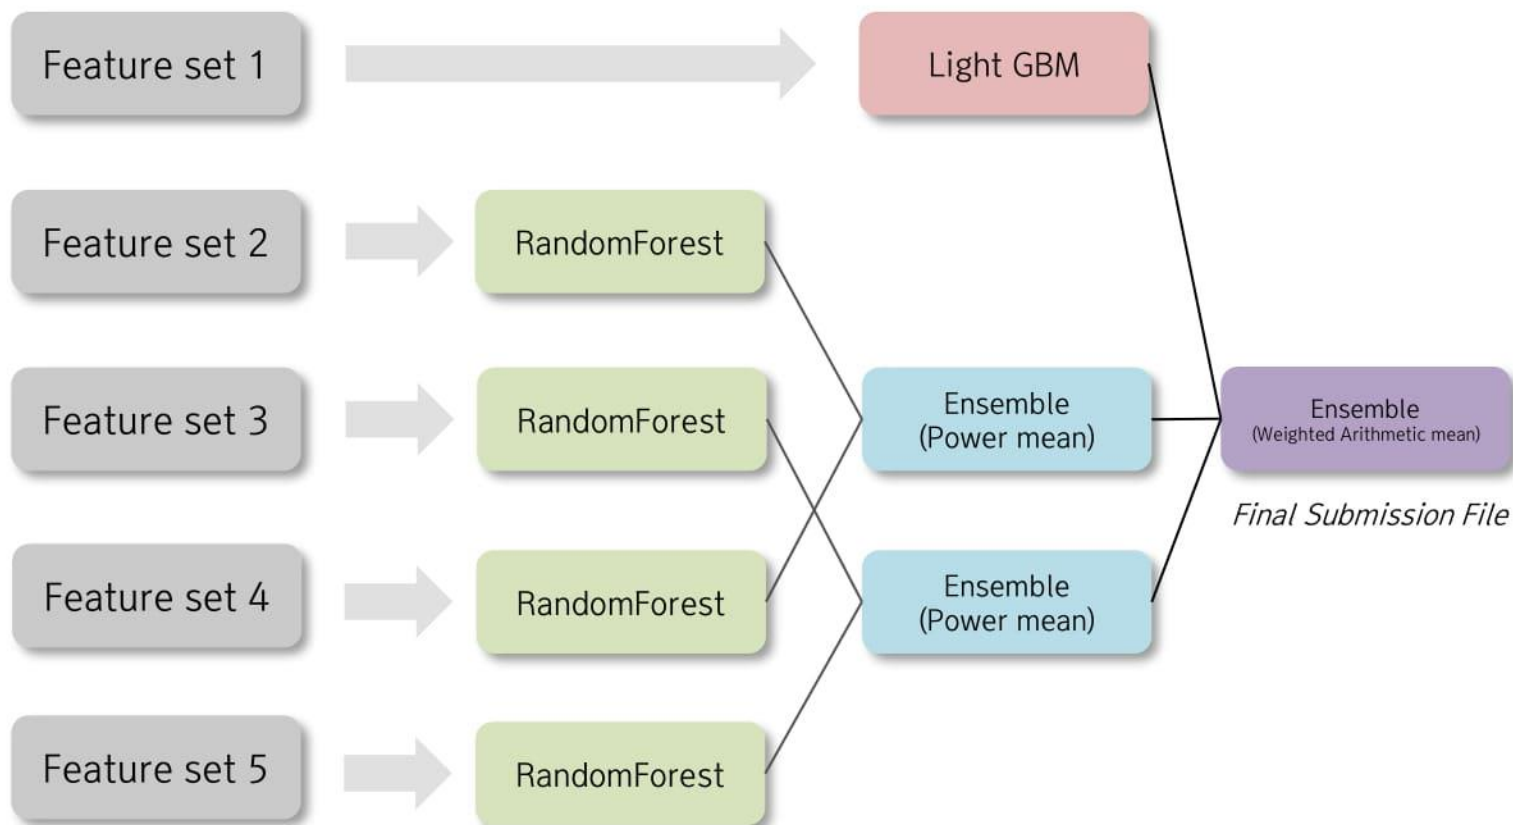 Feature set 1
Light GBM
Feature set 2
RandomForest
Feature set 3
RandomForest
Ensemble
(Power mean)
Ensemble
(Weighted Arithmetic mean)
Final Submission File
Feature set 4
RandomForest
Ensemble
(Power mean)
Feature set 5
RandomForest